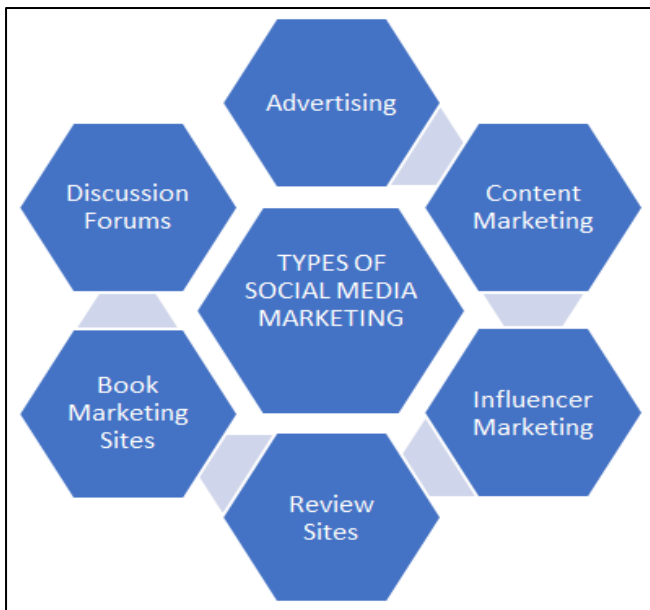 Advertising
Content
Marketing
Influencer
Marketing
Review
Sites
Book
Marketing
Sites
Discussion
Forums
TYPES OF
SOCIAL MEDIA
MARKETING